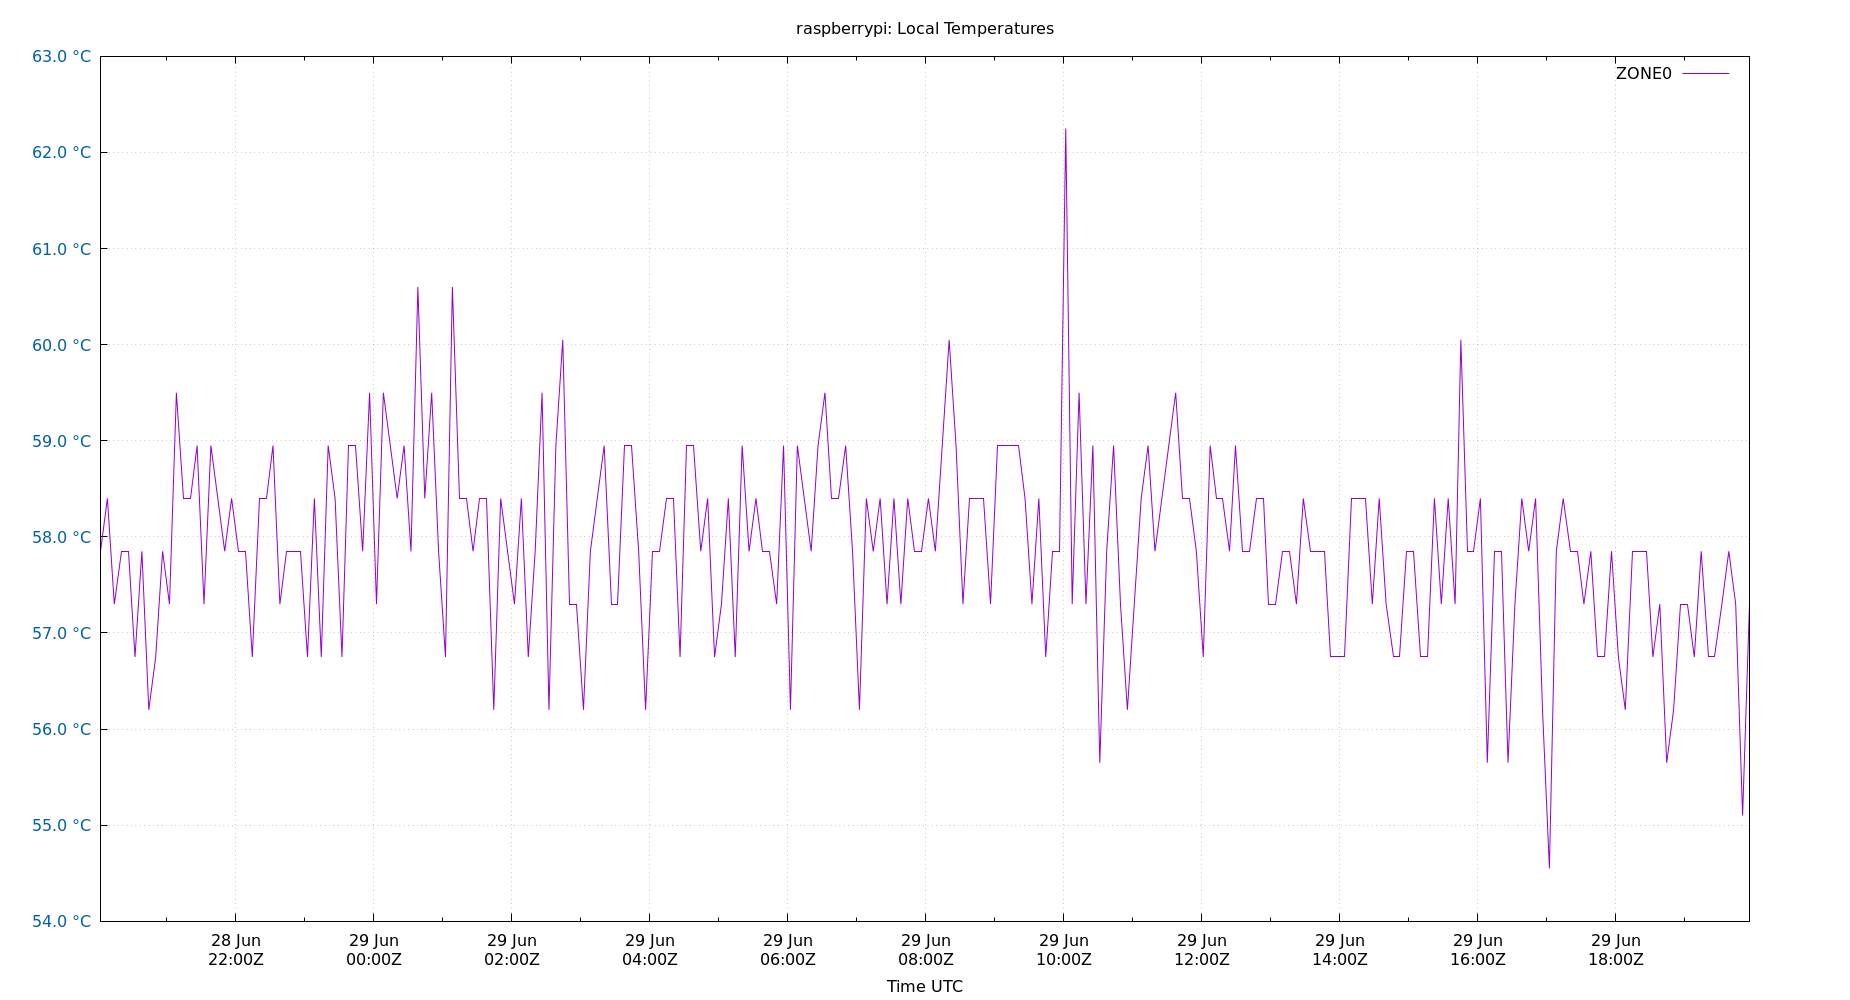 raspberrypi: Local Temperatures
63.0 °C
ZONE0
62.0 °C
61.0 °C
60.0 °C
59.0 °C
58.0 °C
57.0 °C
56.0 °C
55.0 °C
54.0 °C
28 Jun 29 Jun 29 Jun 29 Jun 29 Jun 29 Jun 29 Jun 29 Jun 29 Jun 29 Jun 29 Jun
22:00Z 00:00Z 02:00Z 04:00Z 06:00Z 08:00Z 10:00Z 12:00Z 14:00Z 16:00Z 18:00Z
Time UTC